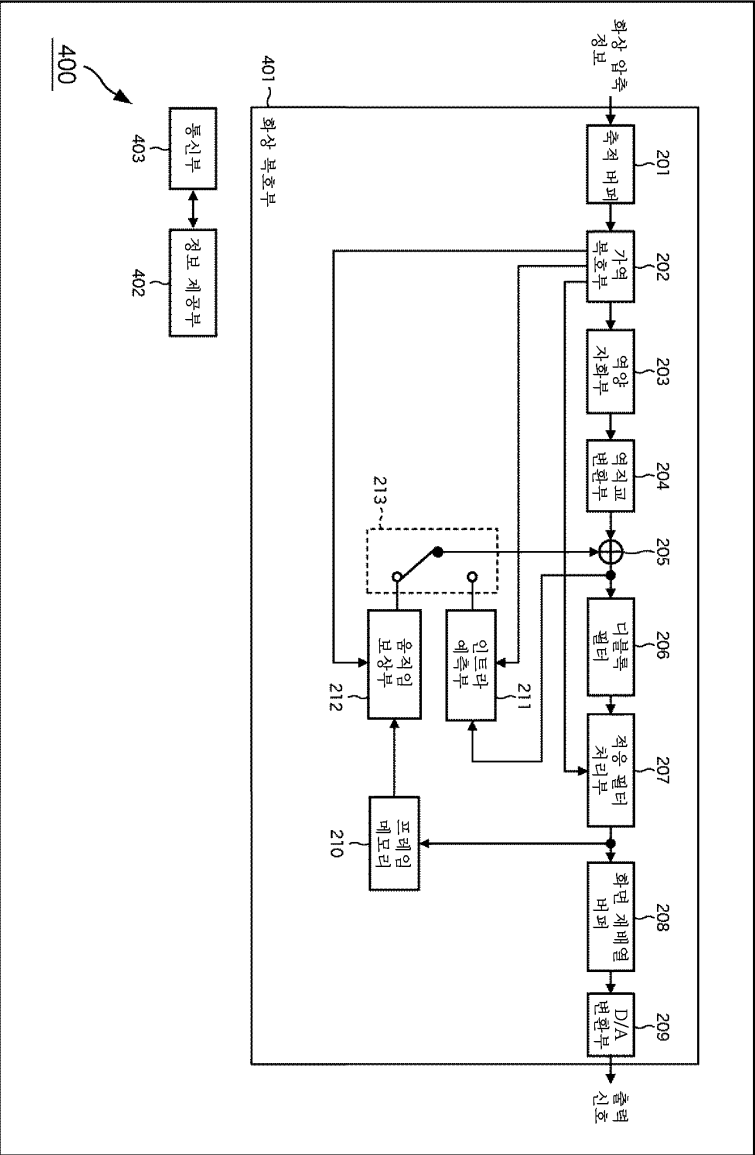 400
401
화상 복호부
화상 압축
정보
201
축적 버퍼
202
가역
복호부
203
역양
자화부
204
역직교
변환부
205
206
디블록
필터
207
적응 필터
처리부
208
화면 재배열
버퍼
209
D/A
변환부
출력
신호
213
인트라
예측부
211
움직임
보상부
212
프레임
메모리
210
통신부
403
정보 제공부
402